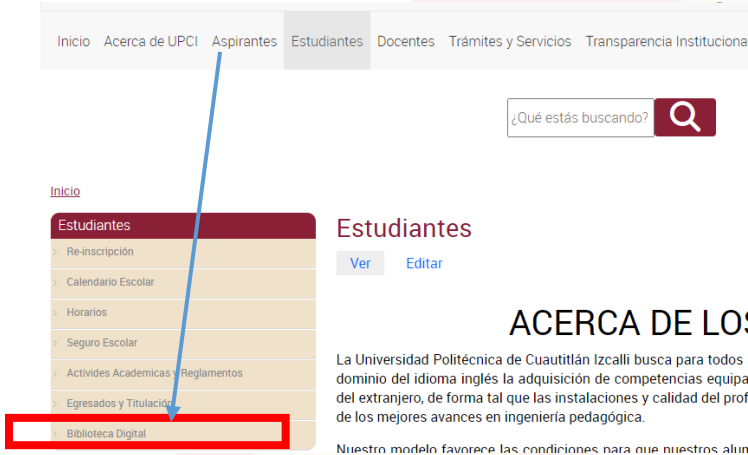 Inicio Acerca de UPCI Aspirantes Estudiantes Docentes Trámites y Servicios Transparencia Instituciona
¿Qué estás buscando?
Inicio
Estudiantes
Re-inscripción
Calendario Escolar
Horarios
Seguro Escolar
Activides Academicas y Reglamentos
Egresados y Titulación
Biblioteca Digital
Estudiantes
Ver Editar
ACERCA DE LOS
La Universidad Politécnica de Cuautitlán Izcalli busca para todos
dominio del idioma inglés la adquisición de competencias equipa
del extranjero, de forma tal que las instalaciones y calidad del prof
de los mejores avances en ingeniería pedagógica.
Nuestro modelo favorece las condiciones para que nuestros alum